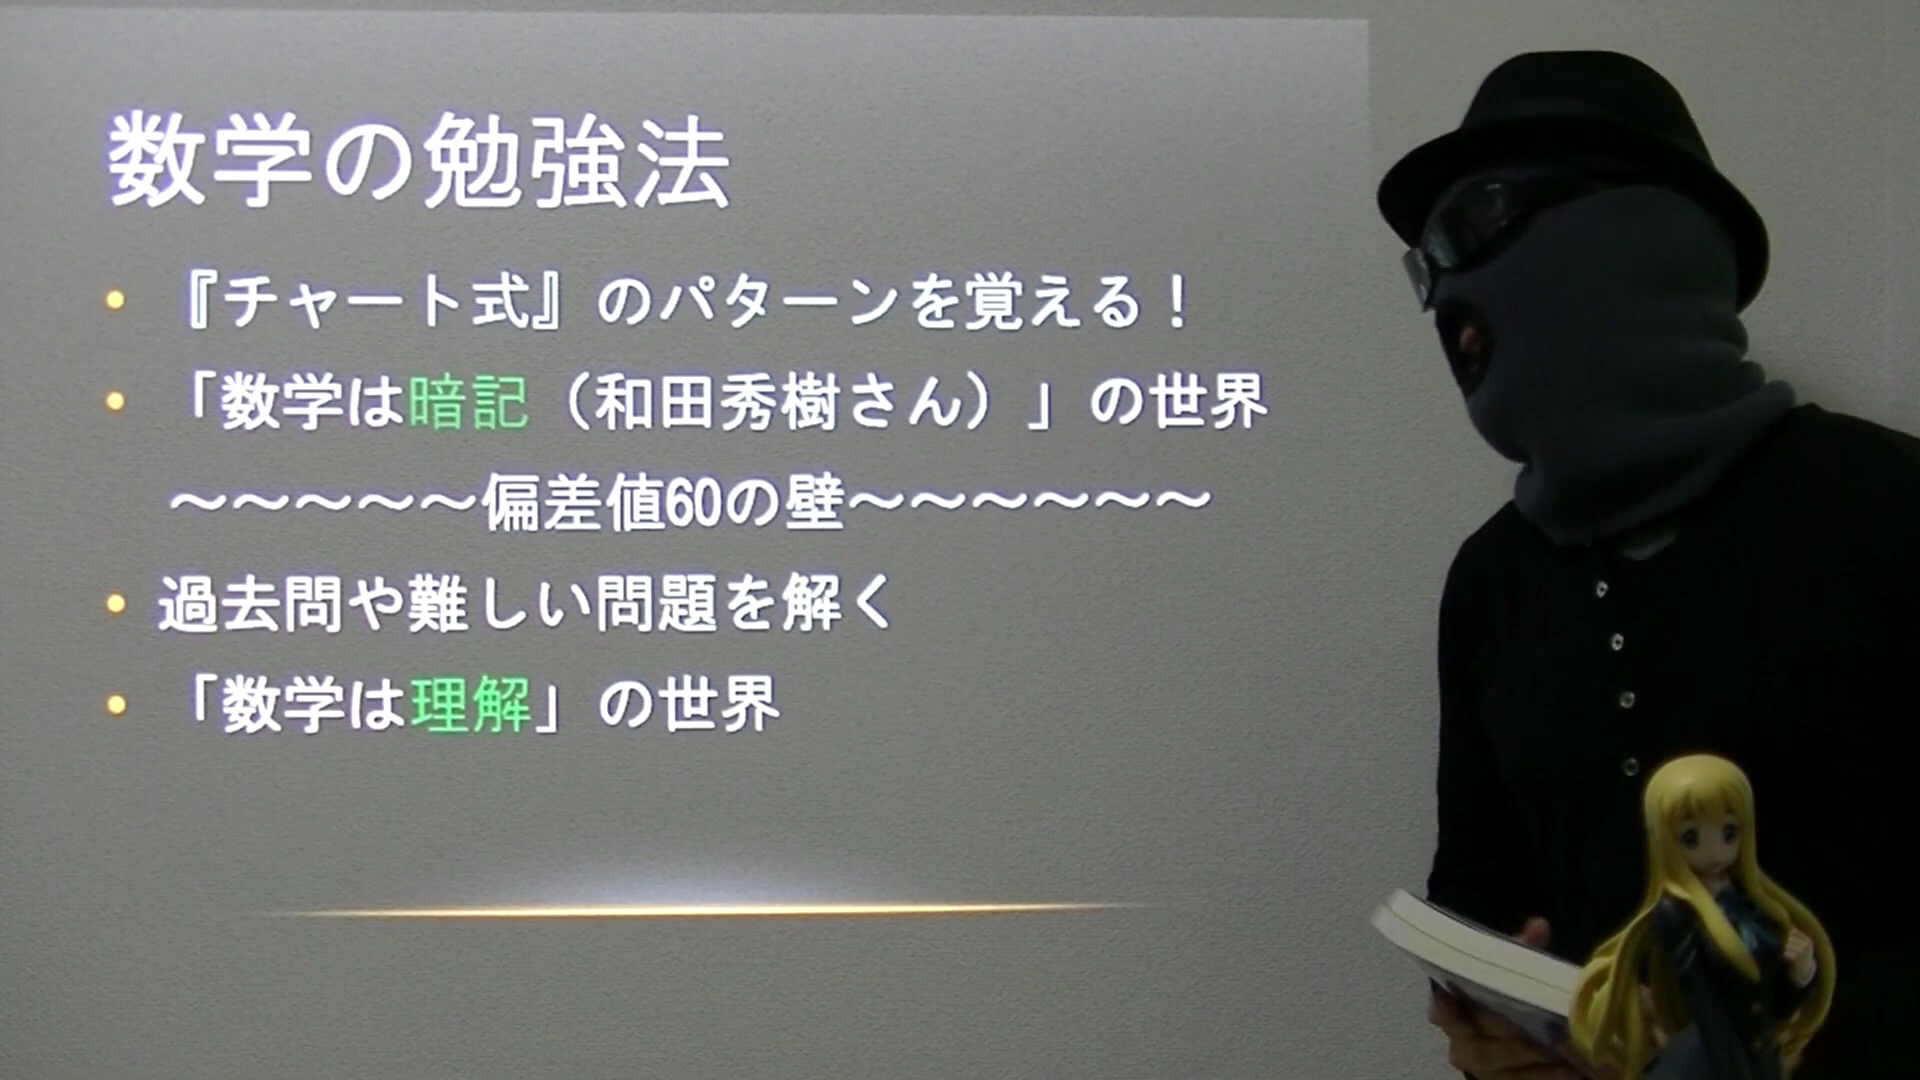 数学の勉強法
• 『チャート式』のパターンを覚える！
• 「数学は暗記（和田秀樹さん）」の世界
～～～～～偏差値60の壁～～～～～～
• 過去問や難しい問題を解く
• 「数学は理解」の世界